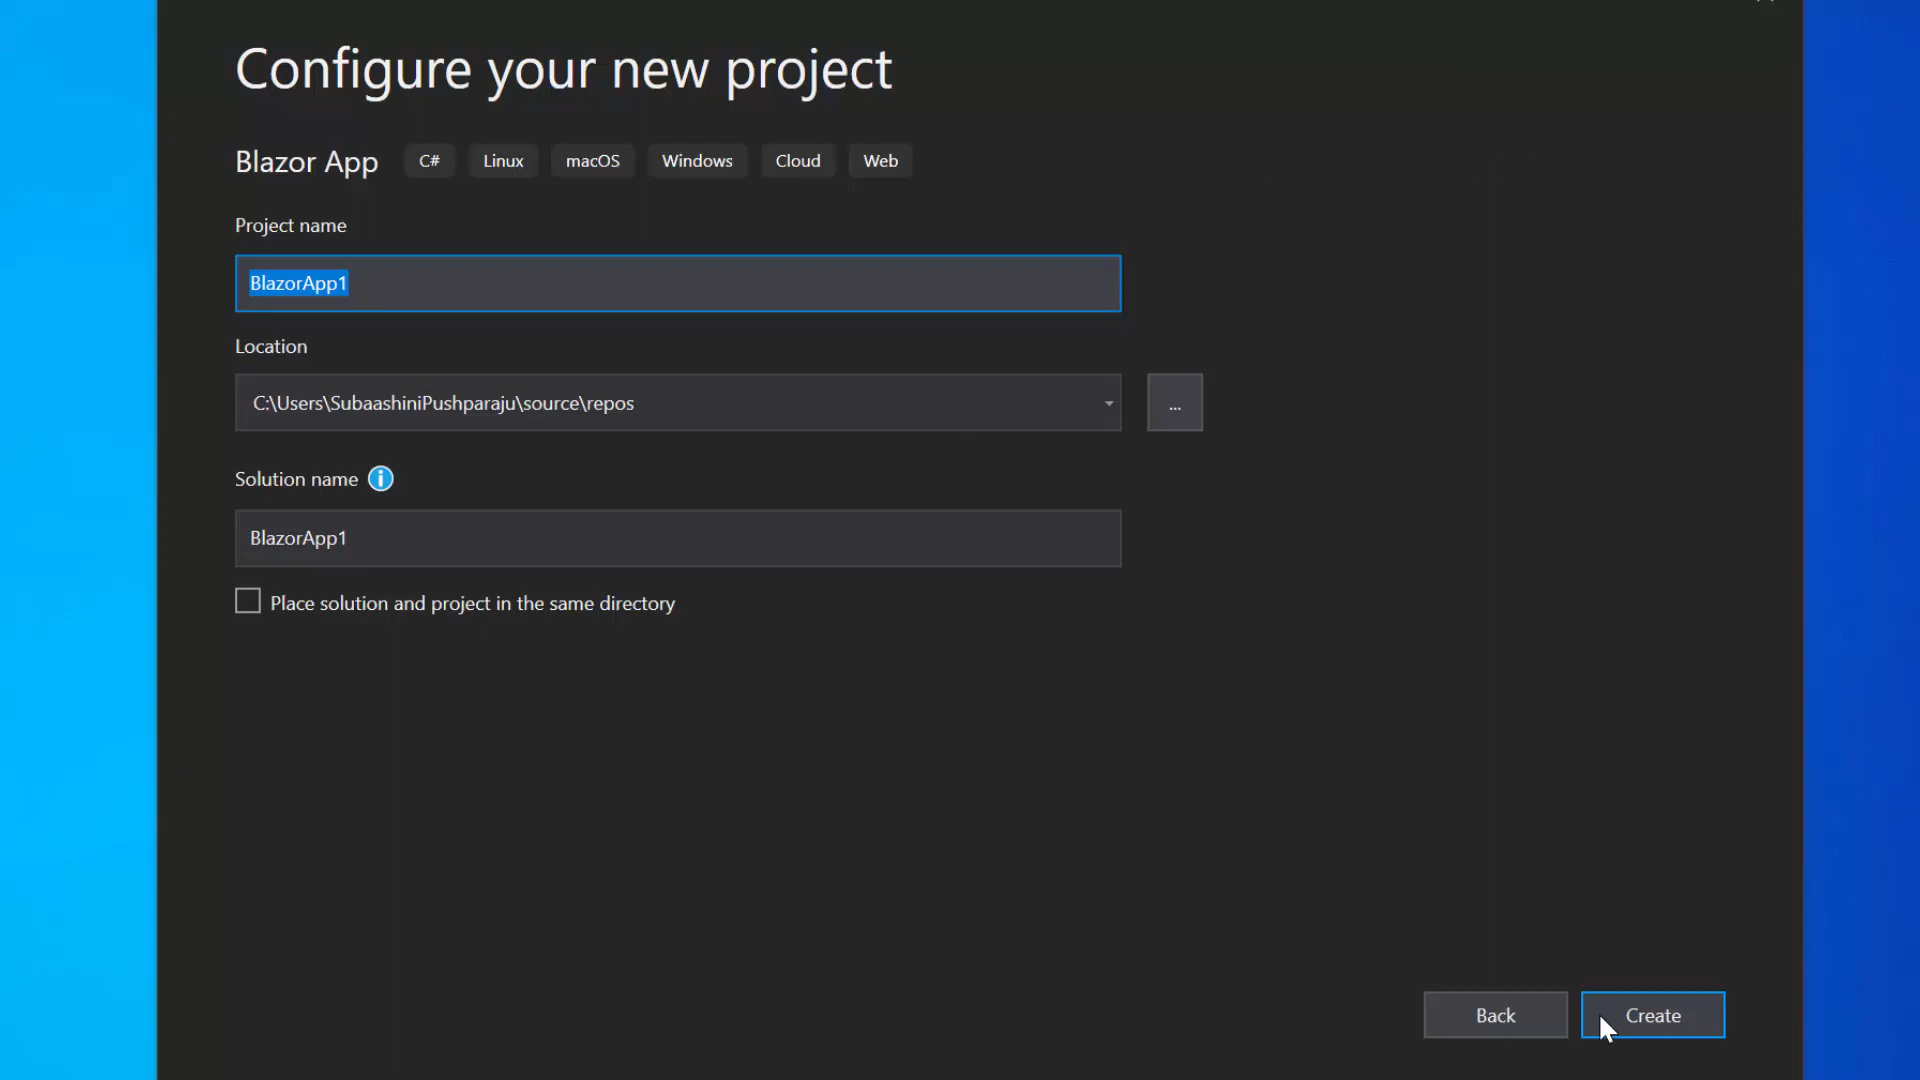 Configure your new project
Blazor App C# Linux macOS Windows Cloud Web
Project name
BlazorApp1
Location
C:\Users\SubaashiniPushparaju\source\repos
...
Solution name
BlazorApp1
Place solution and project in the same directory
Back Create